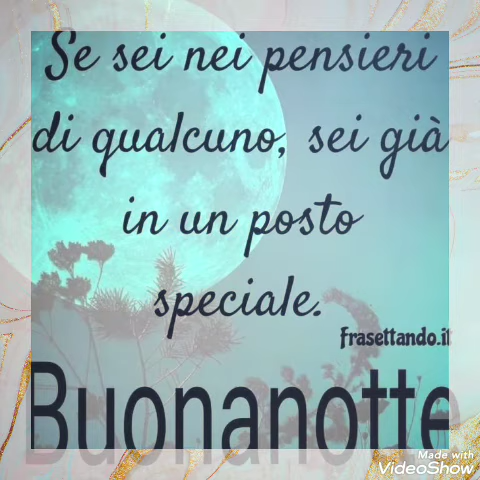 Se sei nei pensieri
di qualcuno, sei già
in un posto
speciale.
frasettando.it
Buonanotte
Made with
VideoShow